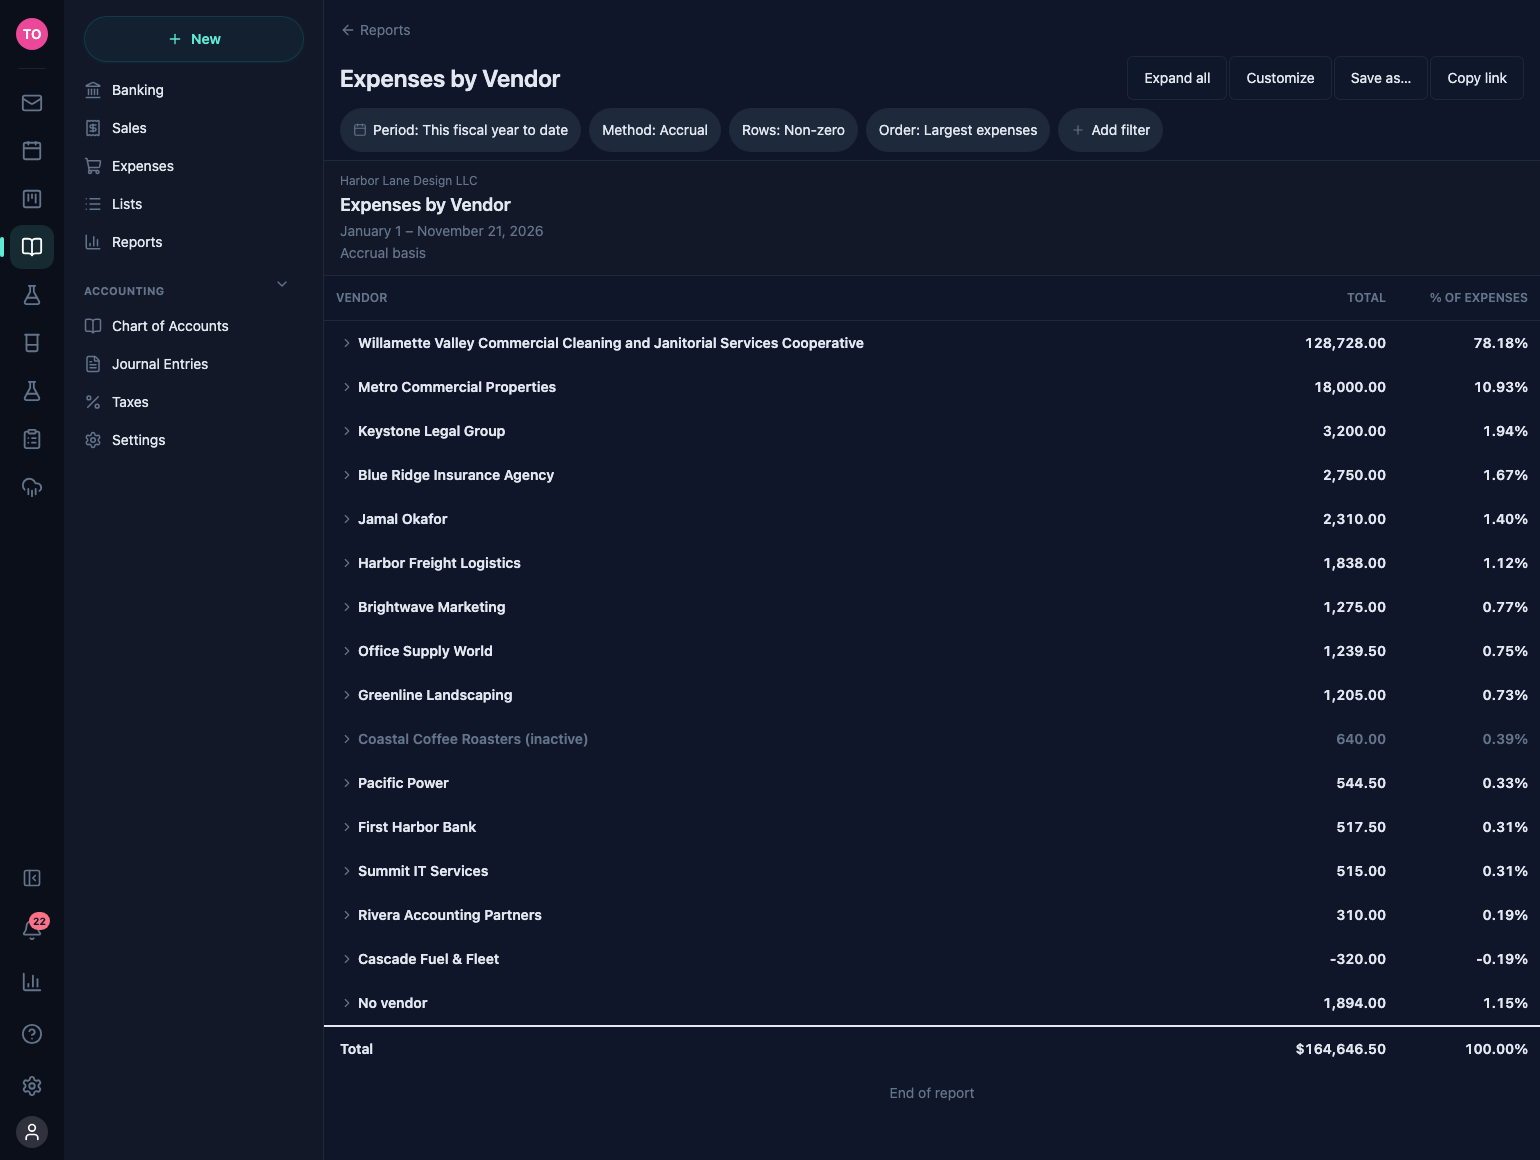 TO
New
Banking
Sales
Expenses
Lists
Reports
ACCOUNTING
Chart of Accounts
Journal Entries
Taxes
Settings
22
Reports
Expenses by Vendor
Expand all
Customize
Save as...
Copy link
Period: This fiscal year to date
Method: Accrual
Rows: Non-zero
Order: Largest expenses
Add filter
Harbor Lane Design LLC
Expenses by Vendor
January 1 – November 21, 2026
Accrual basis
VENDOR TOTAL % OF EXPENSES
Willamette Valley Commercial Cleaning and Janitorial Services Cooperative 128,728.00 78.18%
Metro Commercial Properties 18,000.00 10.93%
Keystone Legal Group 3,200.00 1.94%
Blue Ridge Insurance Agency 2,750.00 1.67%
Jamal Okafor 2,310.00 1.40%
Harbor Freight Logistics 1,838.00 1.12%
Brightwave Marketing 1,275.00 0.77%
Office Supply World 1,239.50 0.75%
Greenline Landscaping 1,205.00 0.73%
Coastal Coffee Roasters (inactive) 640.00 0.39%
Pacific Power 544.50 0.33%
First Harbor Bank 517.50 0.31%
Summit IT Services 515.00 0.31%
Rivera Accounting Partners 310.00 0.19%
Cascade Fuel & Fleet -320.00 -0.19%
No vendor 1,894.00 1.15%
Total $164,646.50 100.00%
End of report